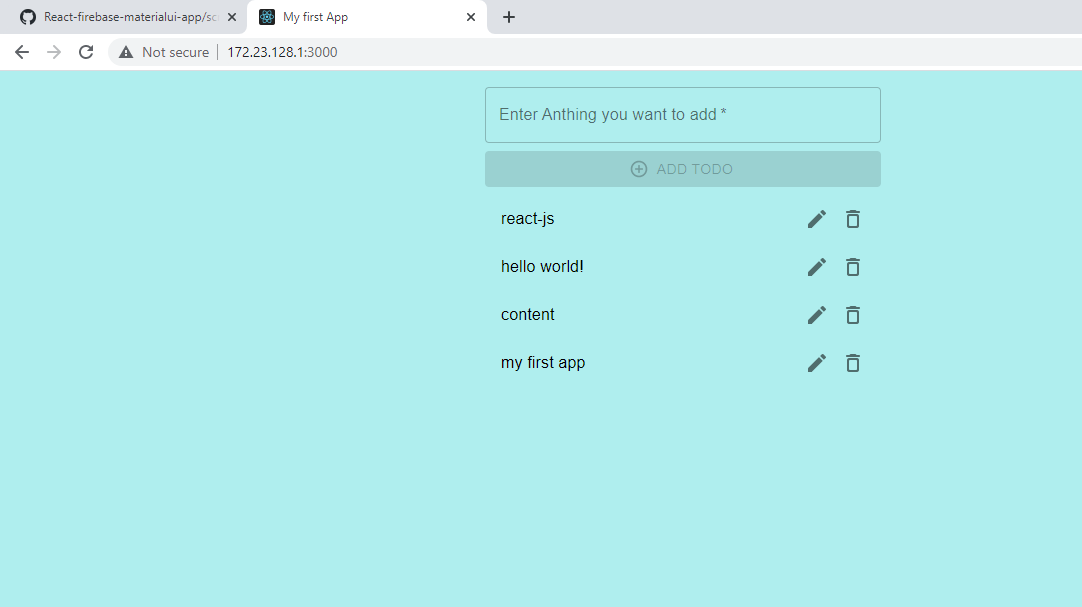 React-firebase-materialui-app/sc
My first App
Not secure
172.23.128.1:3000
Enter Anthing you want to add *
ADD TODO
react-js
hello world!
content
my first app